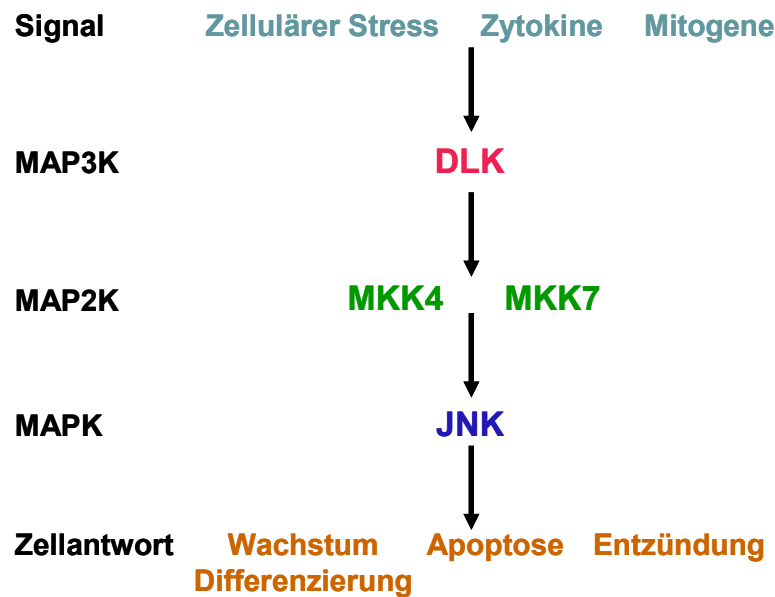 Signal Zellulärer Stress Zytokine Mitogene
MAP3K DLK
MAP2K MKK4 MKK7
MAPK JNK
Zellantwort Wachstum Apoptose Entzündung
Differenzierung